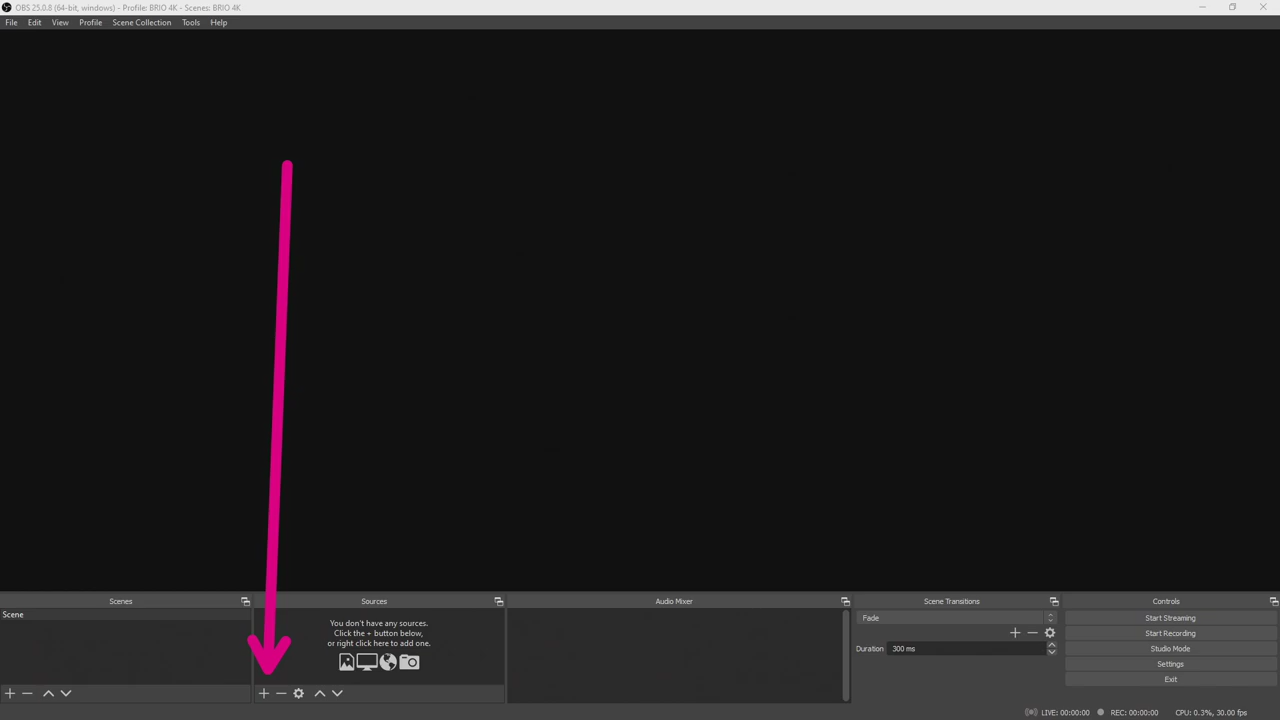 OBS 25.0.8 (64-bit, windows) - Profile: BRIO 4K - Scenes: BRIO 4K
File Edit View Profile Scene Collection Tools Help
Scenes
Scene
Sources
You don't have any sources.
Click the + button below,
or right click here to add one.
Audio Mixer
Scene Transitions
Fade
Duration 300 ms
Controls
Start Streaming
Start Recording
Studio Mode
Settings
Exit
LIVE: 00:00:00 REC: 00:00:00 CPU: 0.3%, 30.00 fps